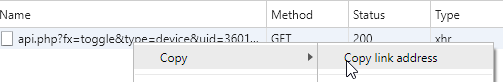 Name Method Status Type
api.php?fx=toggle&type=device&uid=3601... GET 200 xhr
Copy Copy link address